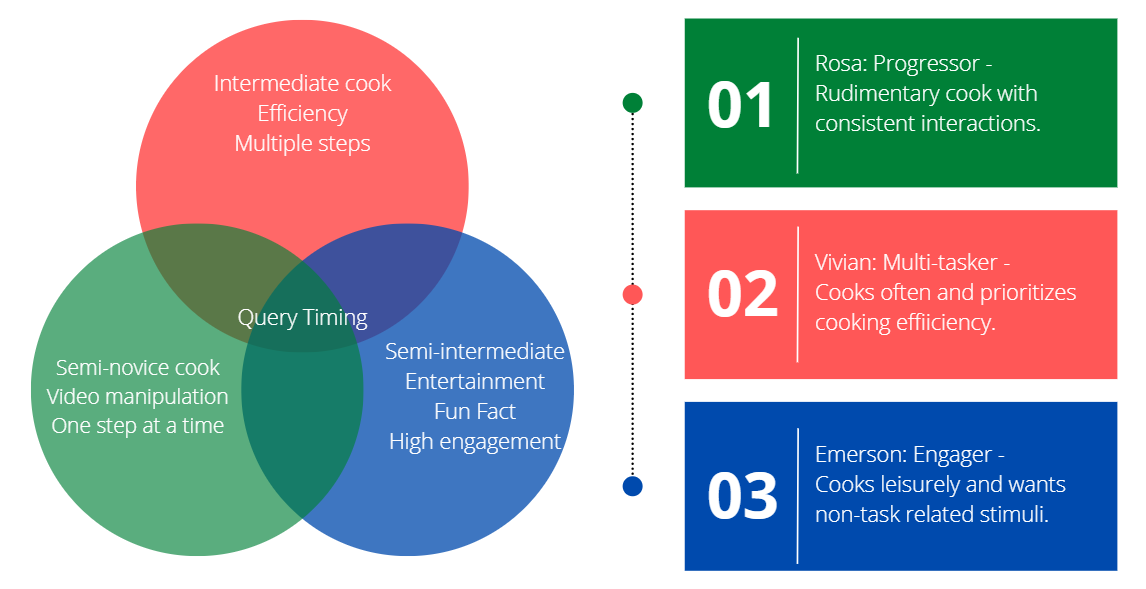 Intermediate cook
Efficiency
Multiple steps
Query Timing
Semi-novice cook
Video manipulation
One step at a time
Semi-intermediate
Entertainment
Fun Fact
High engagement
01
Rosa: Progressor -
Rudimentary cook with
consistent interactions.
02
Vivian: Multi-tasker -
Cooks often and prioritizes
cooking effiiciency.
03
Emerson: Engager -
Cooks leisurely and wants
non-task related stimuli.